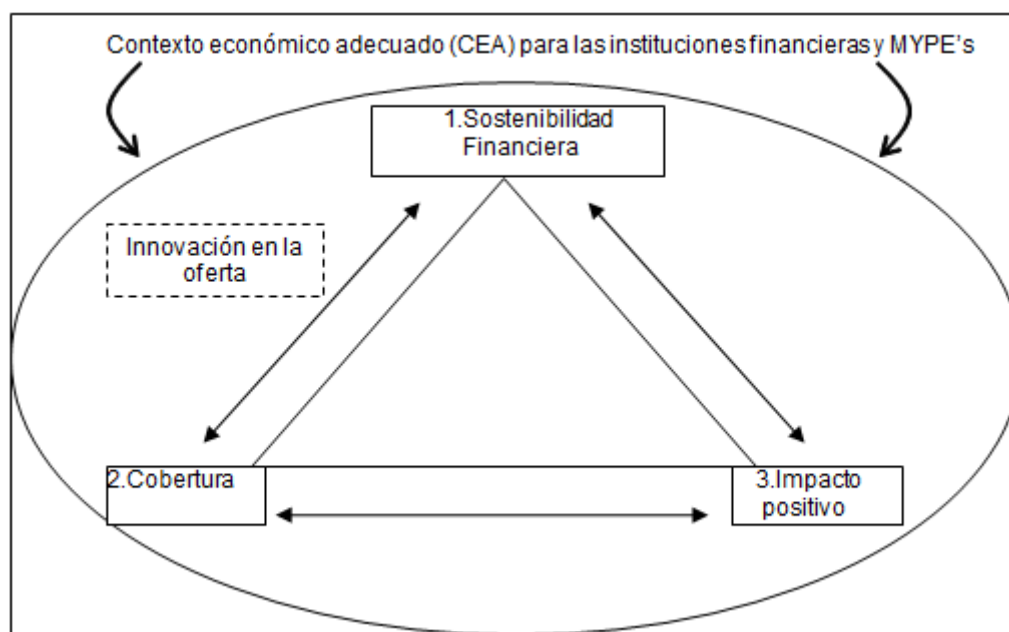 Contexto económico adecuado (CEA) para las instituciones financieras y MYPE's
1.Sostenibilidad
Financiera
Innovación en la
oferta
2.Cobertura
3.Impacto
positivo